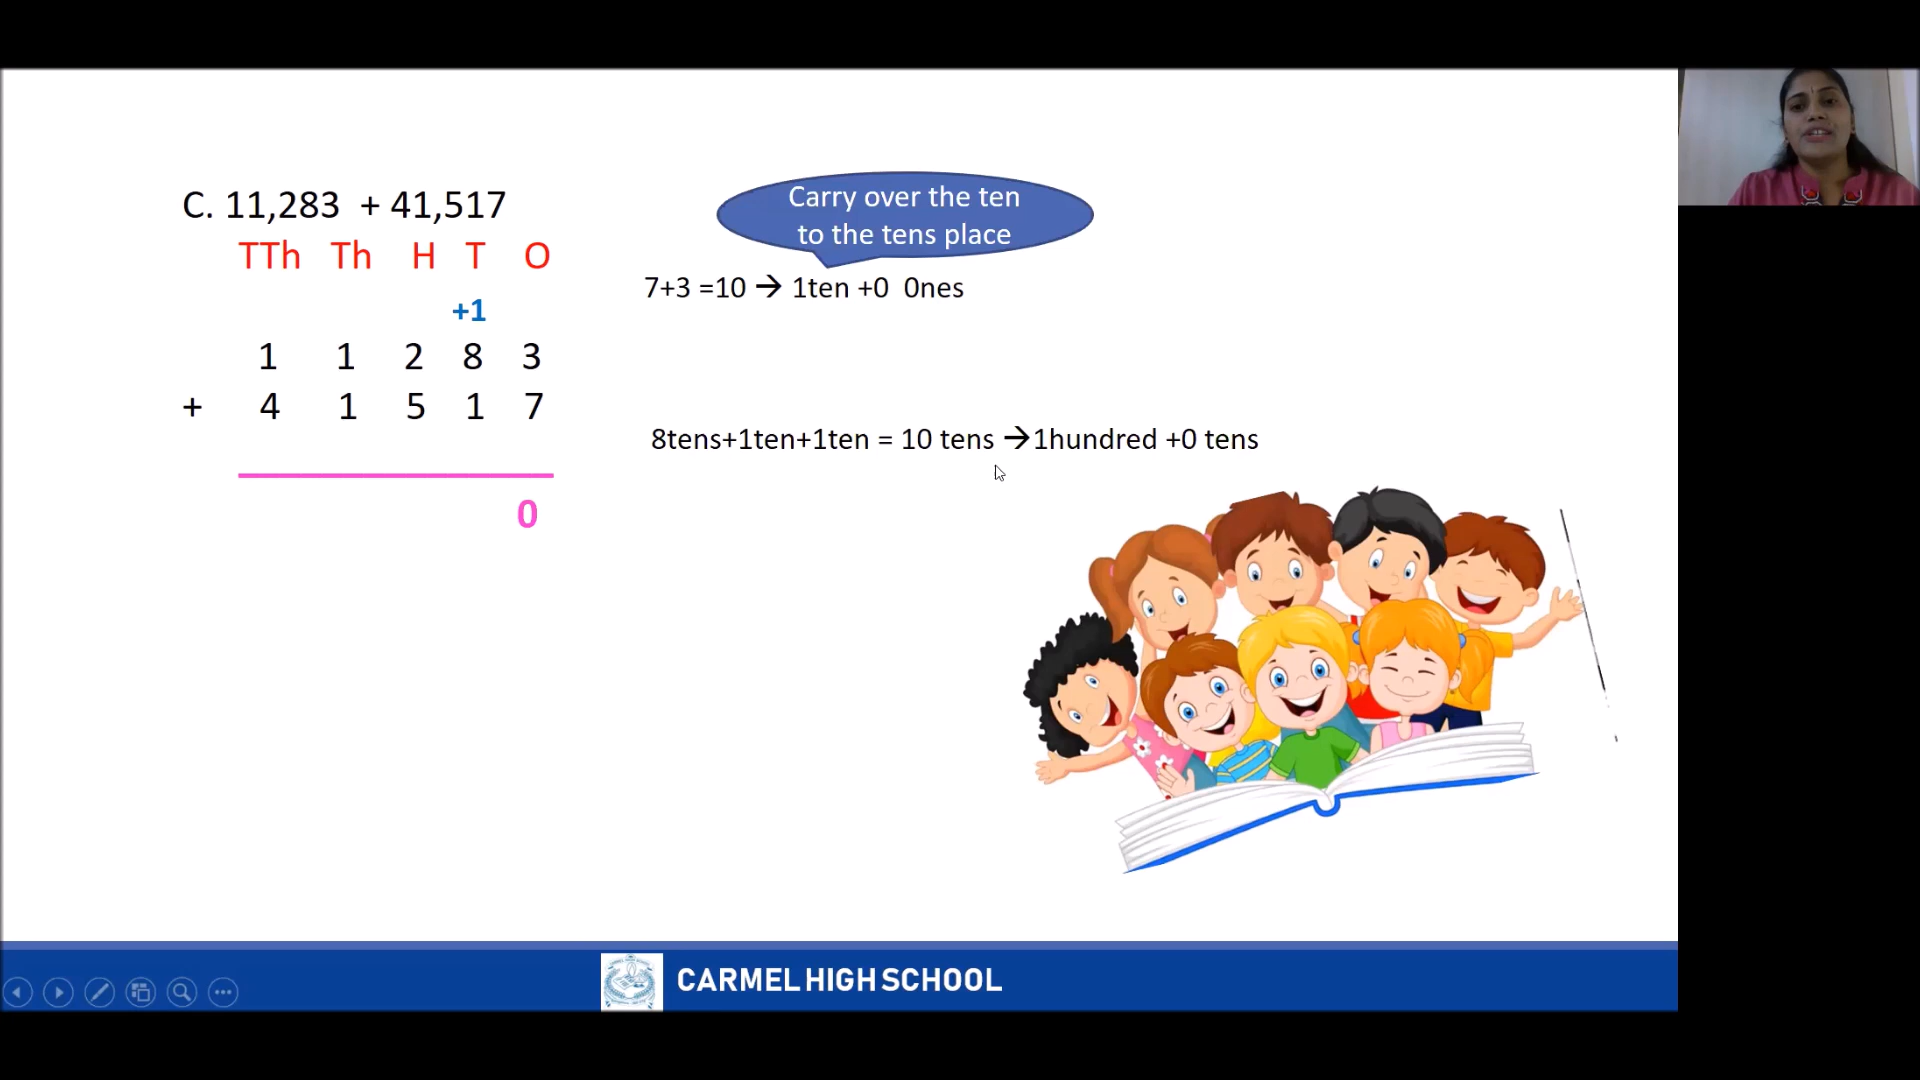 C. 11,283 + 41,517
TTh Th H T O
+1
1 1 2 8 3
+ 4 1 5 1 7
0
Carry over the ten
to the tens place
7+3 =10 → 1ten +0 0nes
8tens+1ten+1ten = 10 tens →1hundred +0 tens
CARMEL HIGH SCHOOL